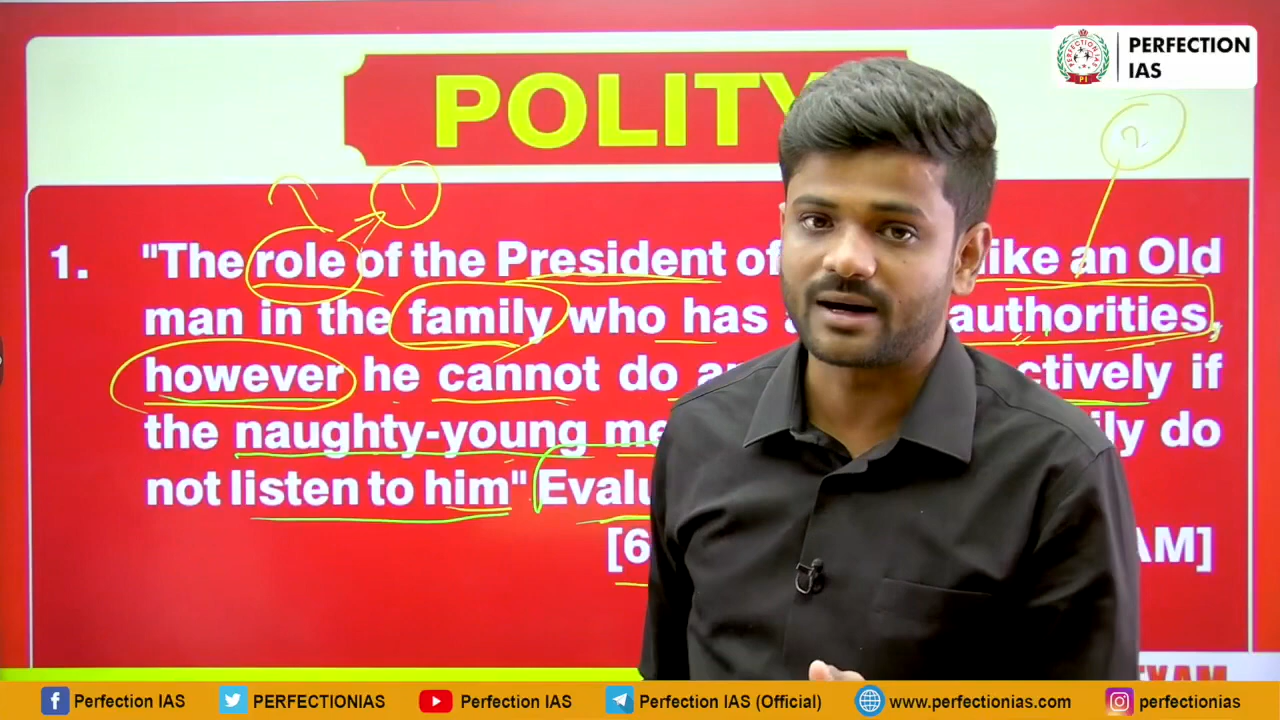 PERFECTION
IAS
POLITY
1. "The role of the President of like an Old
man in the family who has authorities,
however he cannot do ctively if
the naughty-young me ily do
not listen to him" Evalu
[6 AM]
Perfection IAS PERFECTIONIAS Perfection IAS Perfection IAS (Official) www.perfectionias.com perfectionias